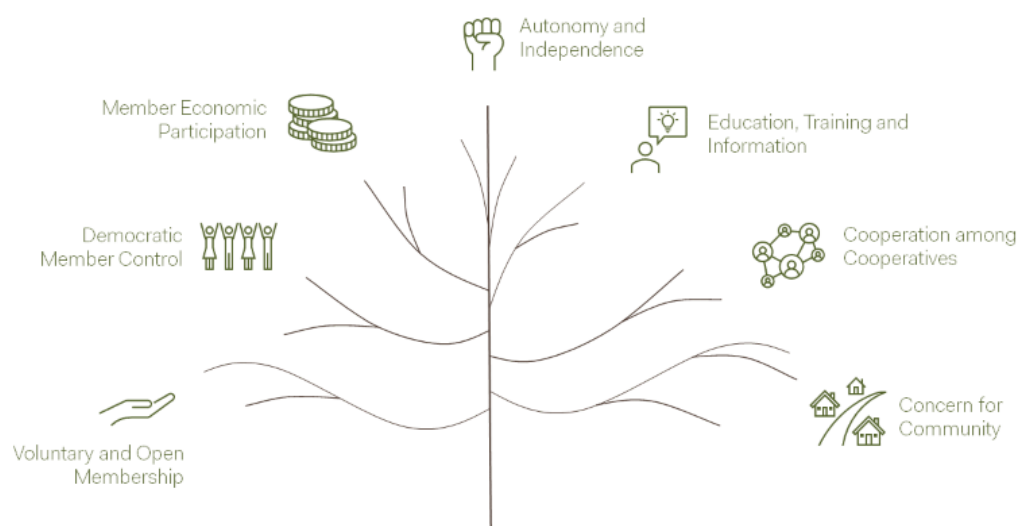 Autonomy and
Independence
Member Economic
Participation
Education, Training and
Information
Democratic
Member Control
Cooperation among
Cooperatives
Voluntary and Open
Membership
Concern for
Community